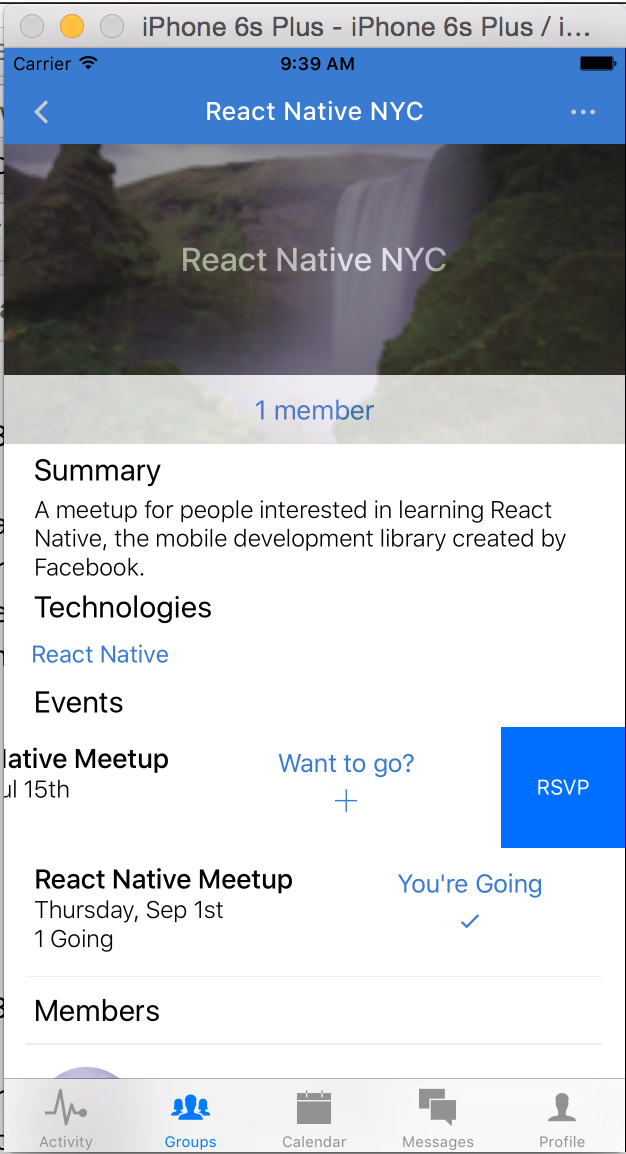 iPhone 6s Plus - iPhone 6s Plus / i...
Carrier 9:39 AM
React Native NYC
React Native NYC
1 member
Summary
A meetup for people interested in learning React
Native, the mobile development library created by
Facebook.
Technologies
React Native
Events
Native Meetup
Want to go?
ul 15th
RSVP
React Native Meetup
You're Going
Thursday, Sep 1st
1 Going
Members
Activity Groups Calendar Messages Profile